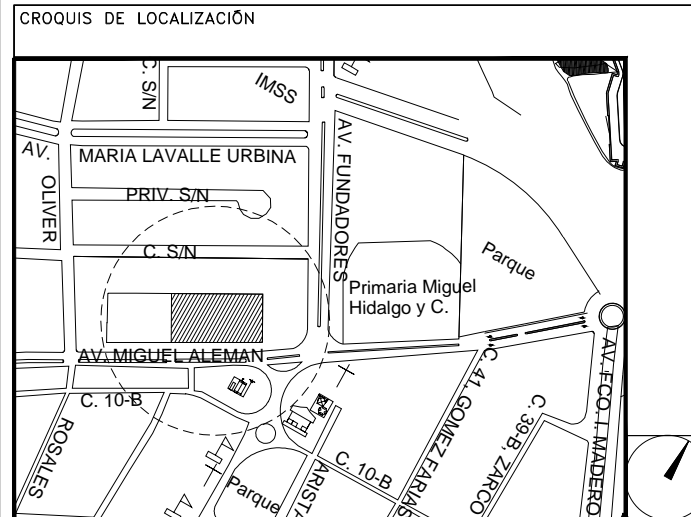 CROQUIS DE LOCALIZACIÓN
C. S/N
IMSS
AV.
OLIVER
MARIA LAVALLE URBINA
AV. FUNDADORES
PRIV. S/N
C. S/N
Parque
Primaria Miguel
Hidalgo y C.
AV. MIGUEL ALEMAN
C. 10-B
ROSALES
C. 41, GOMEZ FARIAS
C. 39-B, ZARCO
AV. FCO. I. MADERO
C. 10-B
Parque
ARISTA